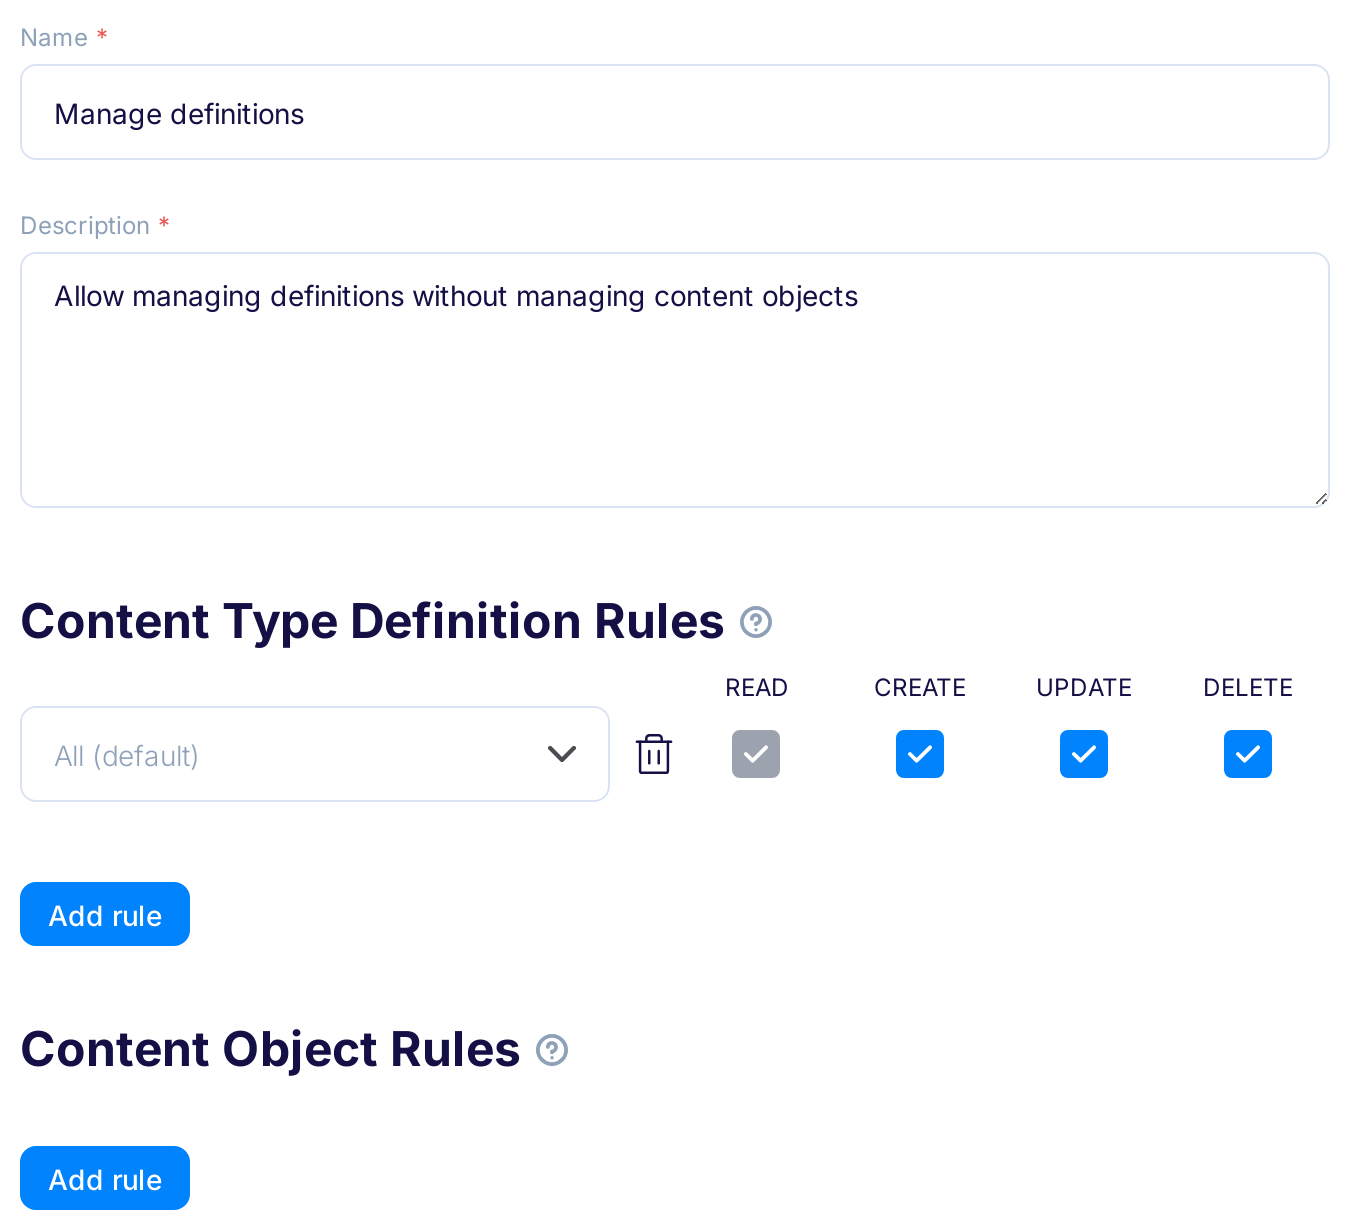 Name *
Manage definitions
Description *
Allow managing definitions without managing content objects
Content Type Definition Rules ?
READ CREATE UPDATE DELETE
All (default)
Add rule
Content Object Rules ?
Add rule